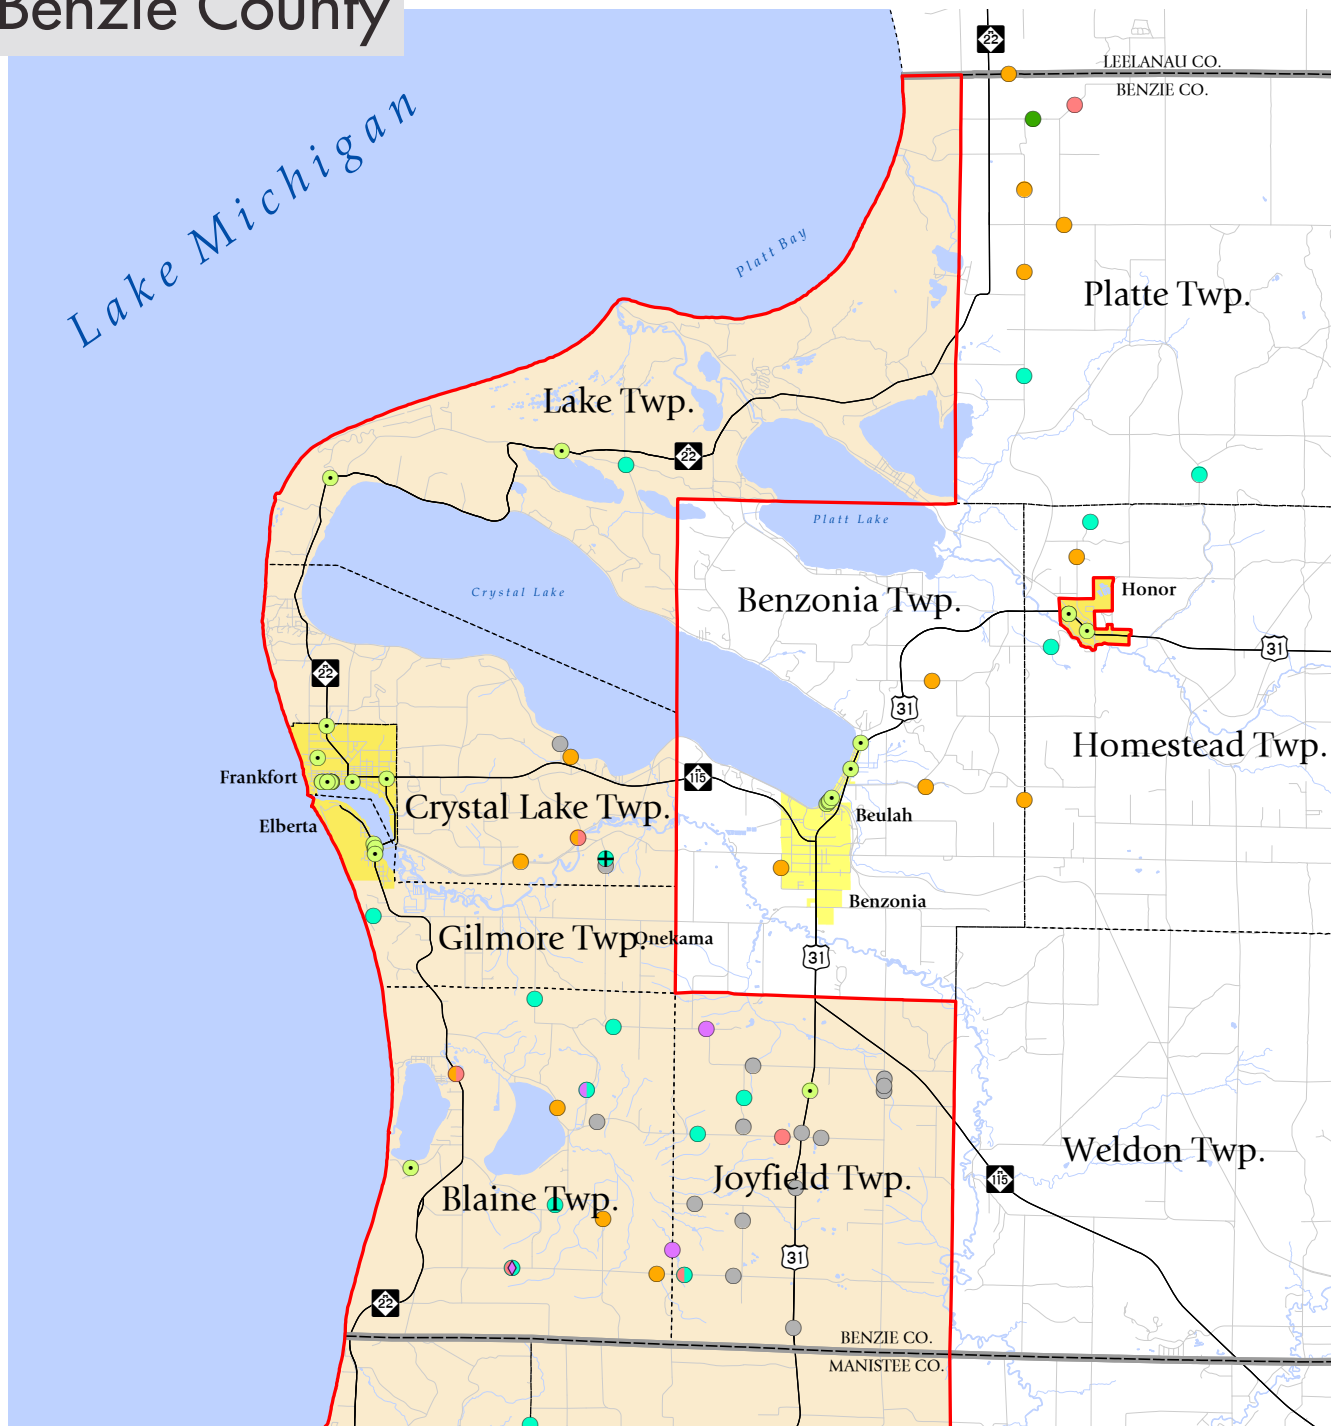 Benzie County
22
LEELANAU CO.
BENZIE CO.
Lake Michigan
Platt Bay
Platte Twp.
Lake Twp.
22
Platt Lake
Crystal Lake
Benzonia Twp.
Honor
31
22
31
Homestead Twp.
Frankfort
M 115
Crystal Lake Twp.
Beulah
Elberta
Benzonia
Gilmore Twp.
Onekama
31
Weldon Twp.
Joyfield Twp.
M 115
Blaine Twp.
31
22
BENZIE CO.
MANISTEE CO.